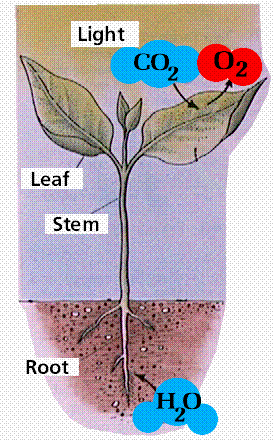 Light
CO₂
O₂
Leaf
Stem
Root
H₂O